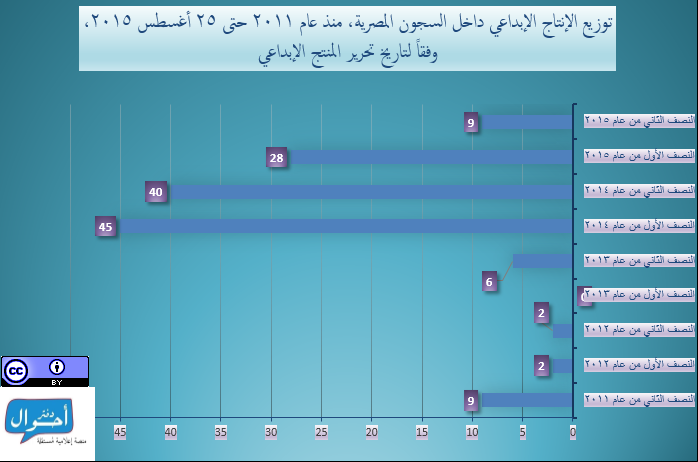 توزيع الإنتاج الإبداعي داخل السجون المصرية، منذ عام ٢٠١١ حتى ٢٥ أغسطس ٢٠١٥،
وفقاً لتاريخ تحرير المنتج الإبداعي
النصف الثاني من عام ٢٠١٥
9
النصف الأول من عام ٢٠١٥
28
النصف الثاني من عام ٢٠١٤
40
النصف الأول من عام ٢٠١٤
45
النصف الثاني من عام ٢٠١٣
6
النصف الأول من عام ٢٠١٣
النصف الثاني من عام ٢٠١٢
2
النصف الأول من عام ٢٠١٢
2
النصف الثاني من عام ٢٠١١
9
0 5 10 15 20 25 30 35 40 45
cc
BY
دفتر
أحوال
منصة إعلامية مُستقلة